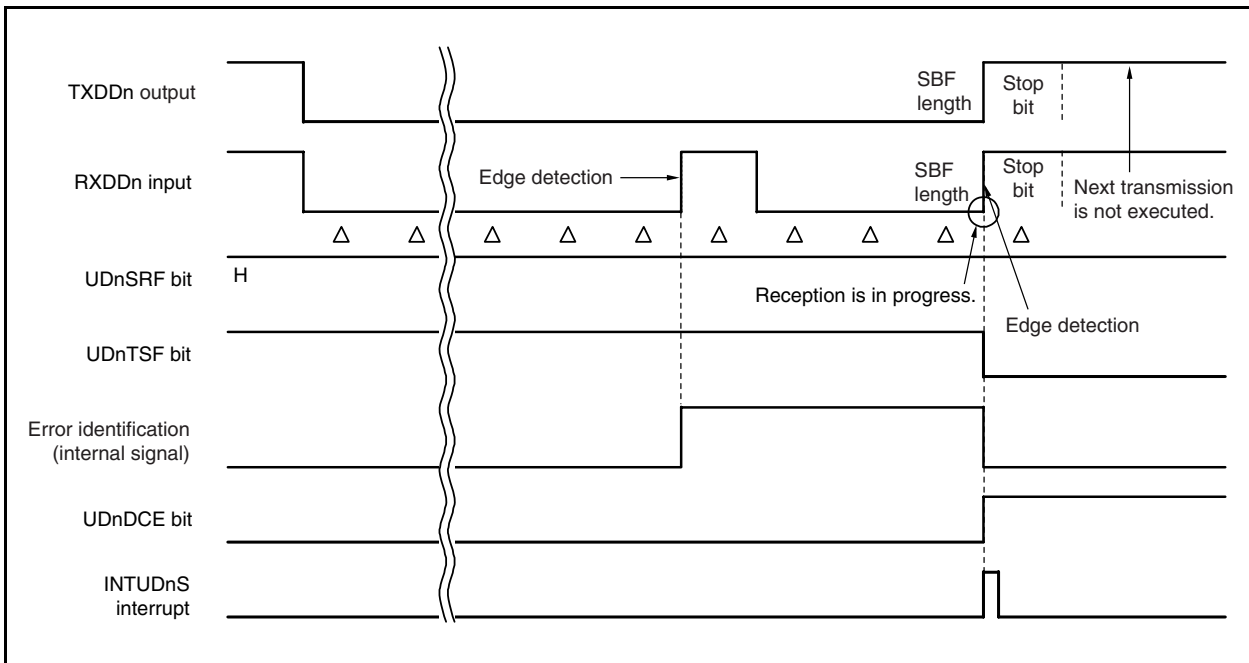 TXDDn output
SBF
length
Stop
bit
RXDDn input
Edge detection
SBF
length
Stop
bit
Next transmission
is not executed.
UDnSRF bit
H
Reception is in progress.
Edge detection
UDnTSF bit
Error identification
(internal signal)
UDnDCE bit
INTUDnS
interrupt